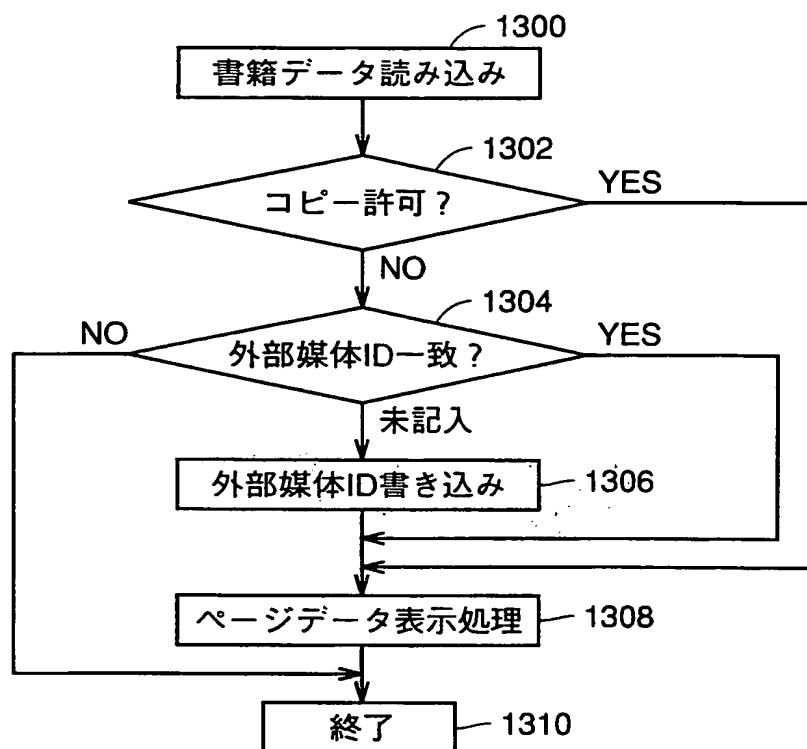 1300
書籍データ読み込み
1302
コピー許可?
YES
NO
1304
NO
外部媒体ID一致?
YES
未記入
外部媒体ID書き込み
1306
ページデータ表示処理
1308
終了
1310